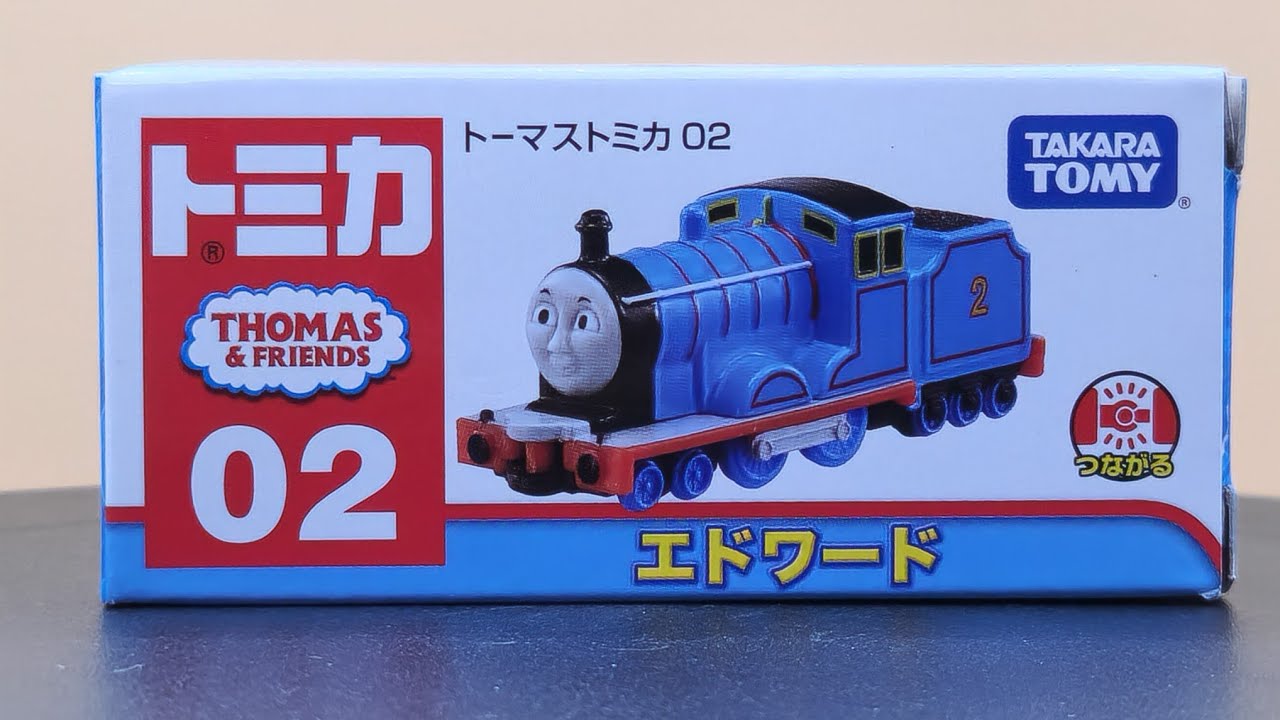 トミカ
®
THOMAS
& FRIENDS
™
02
トーマストミカ 02
TAKARA
TOMY
®
2
つながる
エドワード